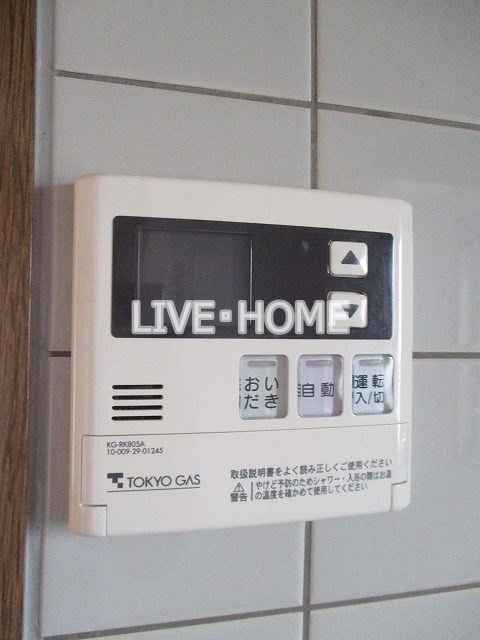 ▲
LIVE HOME
▼
おい
だき
自動
運転
入/切
KG-RK805A
10-009-29-01245
TOKYO GAS
取扱説明書をよく読み正しくご使用ください
警告 やけど予防のためシャワー・入浴の際はお湯
の温度を確かめて使用してください